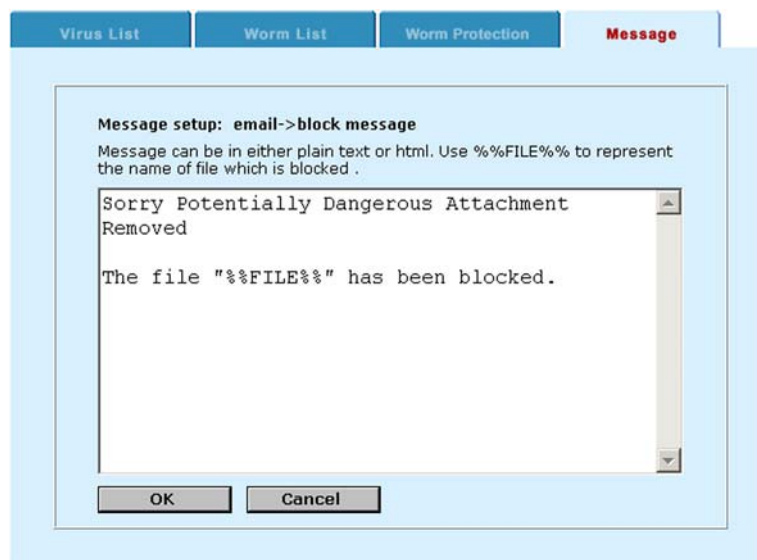 Virus List
Worm List
Worm Protection
Message
Message setup:  email->block message
Message can be in either plain text or html. Use %%FILE%% to represent
the name of file which is blocked .
Sorry Potentially Dangerous Attachment
Removed
The file "%%FILE%%" has been blocked.
OK
Cancel